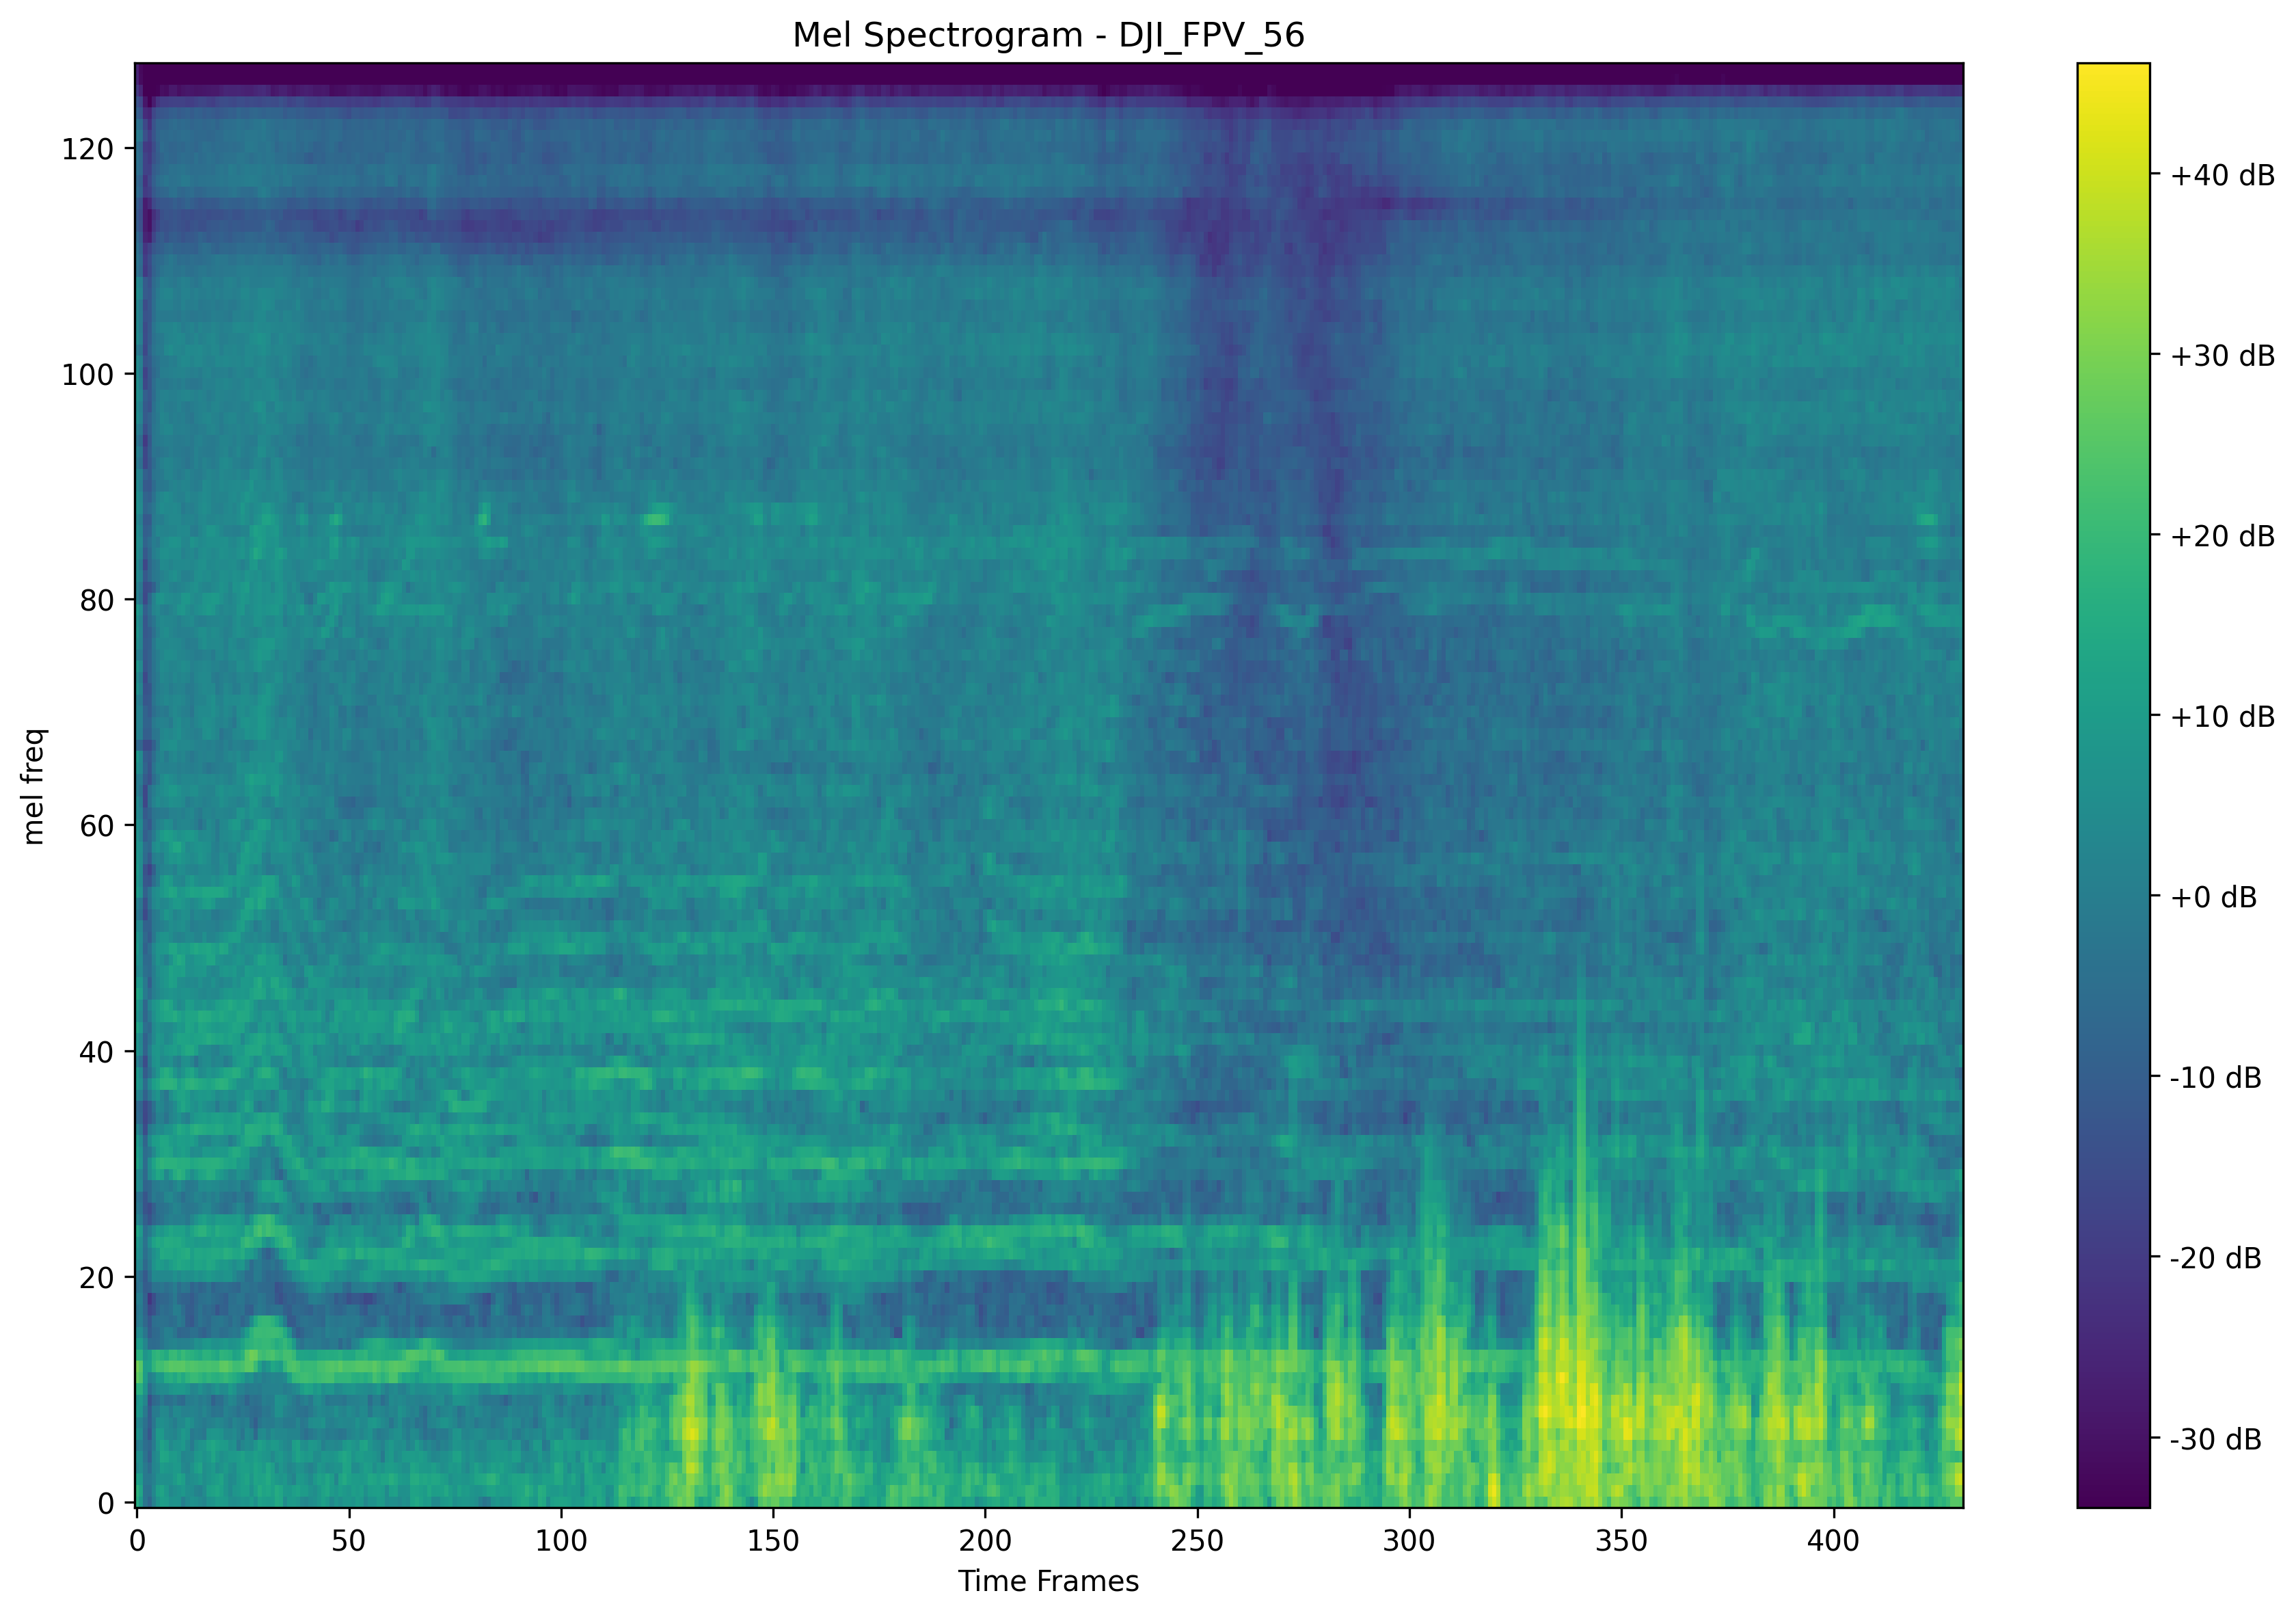 Mel Spectrogram - DJI_FPV_56
mel freq
120
100
80
60
40
20
0
0 50 100 150 200 250 300 350 400
Time Frames
+40 dB
+30 dB
+20 dB
+10 dB
+0 dB
-10 dB
-20 dB
-30 dB